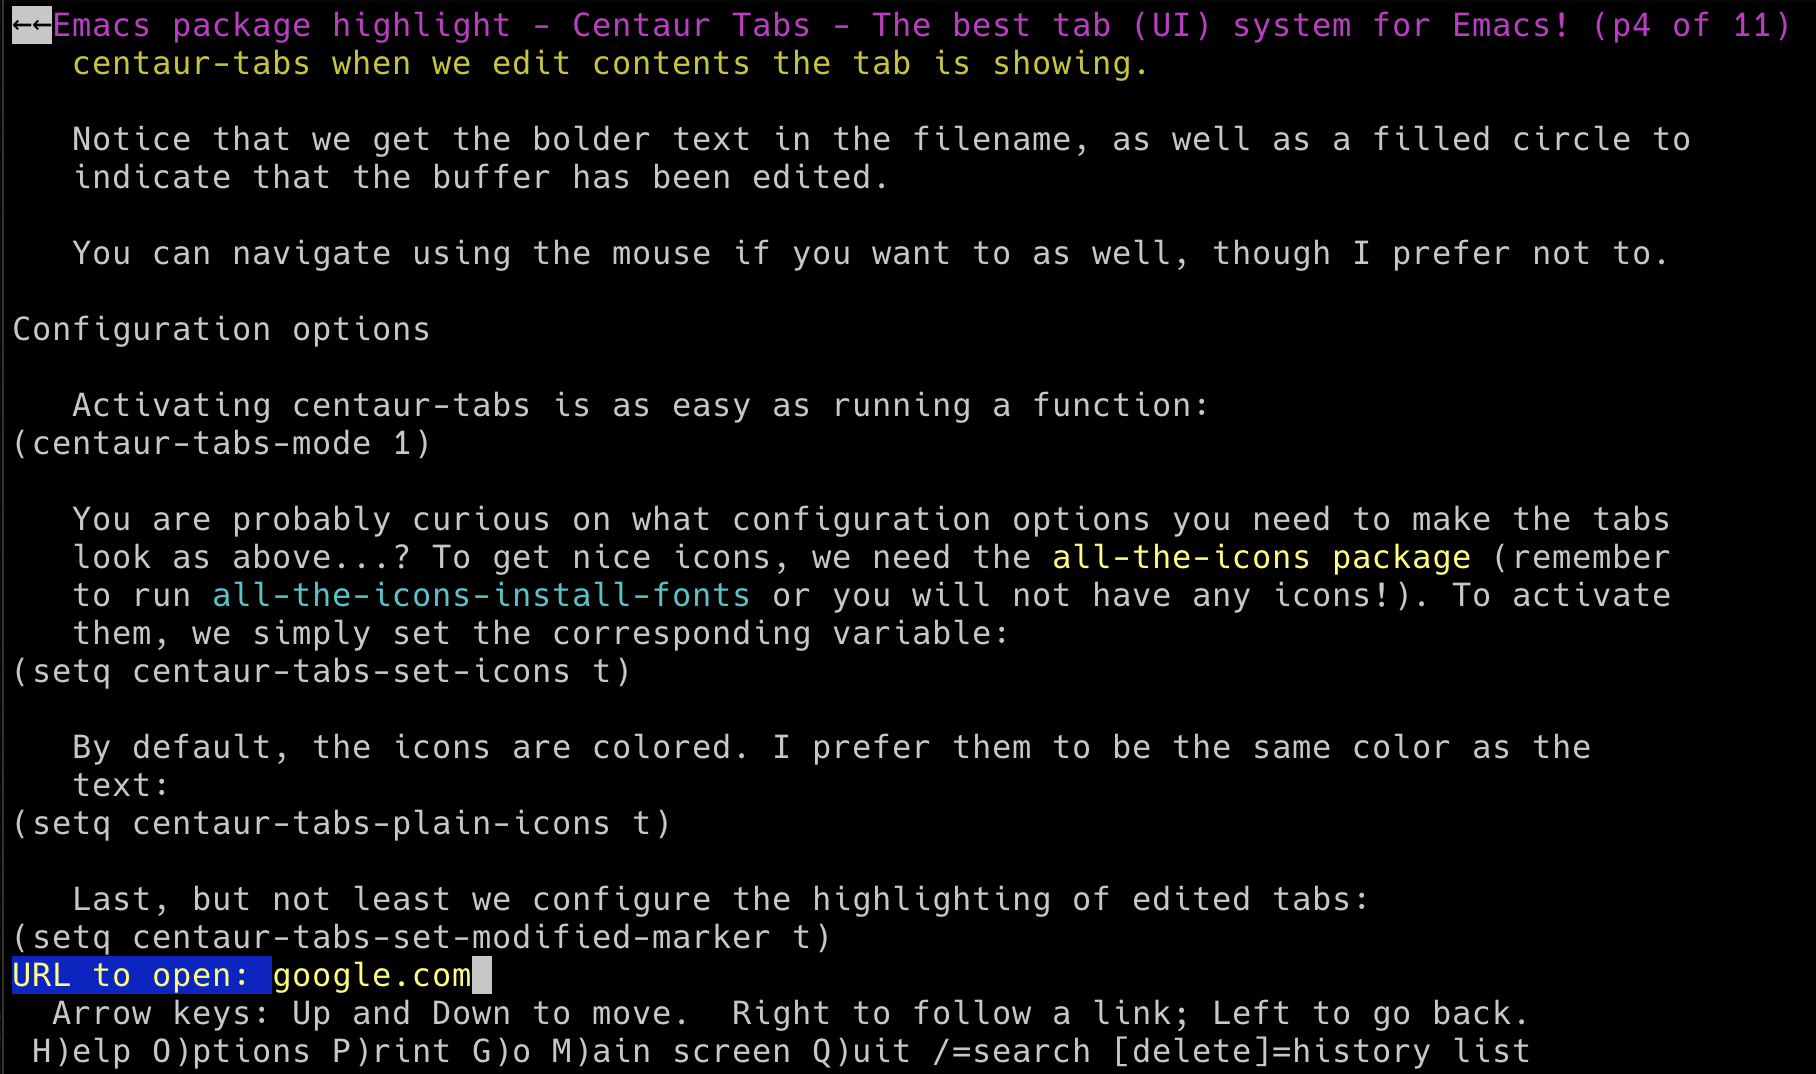 ←←Emacs package highlight - Centaur Tabs - The best tab (UI) system for Emacs! (p4 of 11)
centaur-tabs when we edit contents the tab is showing.
Notice that we get the bolder text in the filename, as well as a filled circle to
indicate that the buffer has been edited.
You can navigate using the mouse if you want to as well, though I prefer not to.
Configuration options
Activating centaur-tabs is as easy as running a function:
(centaur-tabs-mode 1)
You are probably curious on what configuration options you need to make the tabs
look as above...? To get nice icons, we need the all-the-icons package (remember
to run all-the-icons-install-fonts or you will not have any icons!). To activate
them, we simply set the corresponding variable:
(setq centaur-tabs-set-icons t)
By default, the icons are colored. I prefer them to be the same color as the
text:
(setq centaur-tabs-plain-icons t)
Last, but not least we configure the highlighting of edited tabs:
(setq centaur-tabs-set-modified-marker t)
URL to open: google.com
Arrow keys: Up and Down to move.  Right to follow a link; Left to go back.
H)elp O)ptions P)rint G)o M)ain screen Q)uit /=search [delete]=history list